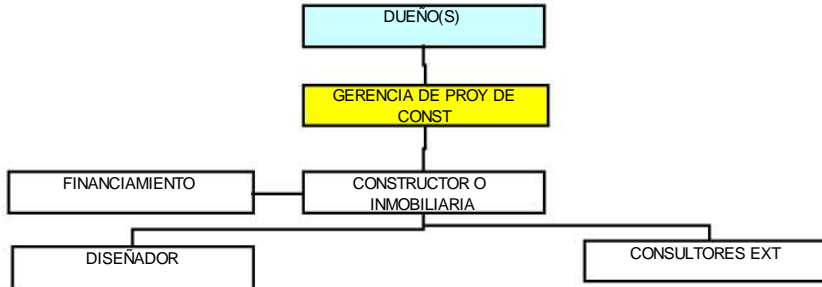 DUEÑO(S)
GERENCIA DE PROY DE
CONST
FINANCIAMIENTO
CONSTRUCTOR O
INMOBILIARIA
DISEÑADOR
CONSULTORES EXT